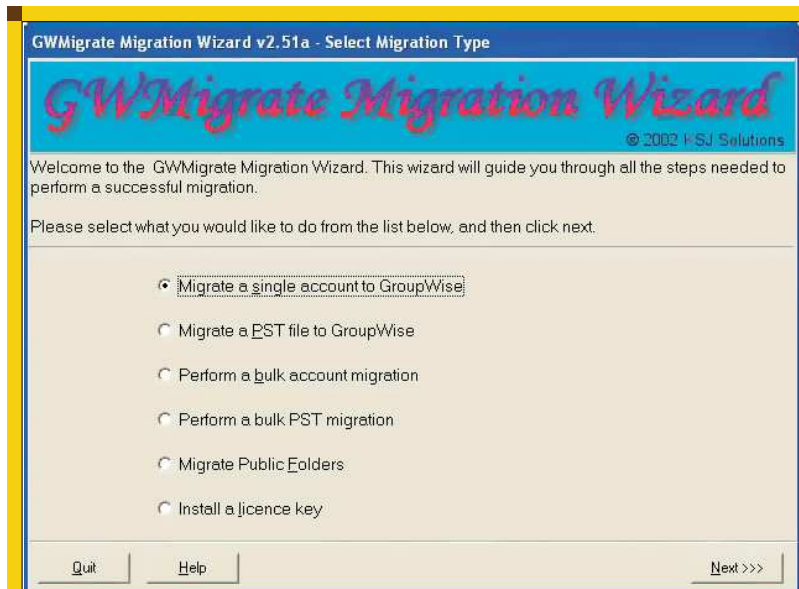 GWMigrate Migration Wizard v2.51a - Select Migration Type
GWMigrate Migration Wizard
© 2002 KSJ Solutions
Welcome to the GWMigrate Migration Wizard. This wizard will guide you through all the steps needed to
perform a successful migration.
Please select what you would like to do from the list below, and then click next.
Migrate a single account to GroupWise
Migrate a PST file to GroupWise
Perform a bulk account migration
Perform a bulk PST migration
Migrate Public Folders
Install a licence key
Quit
Help
Next >>>